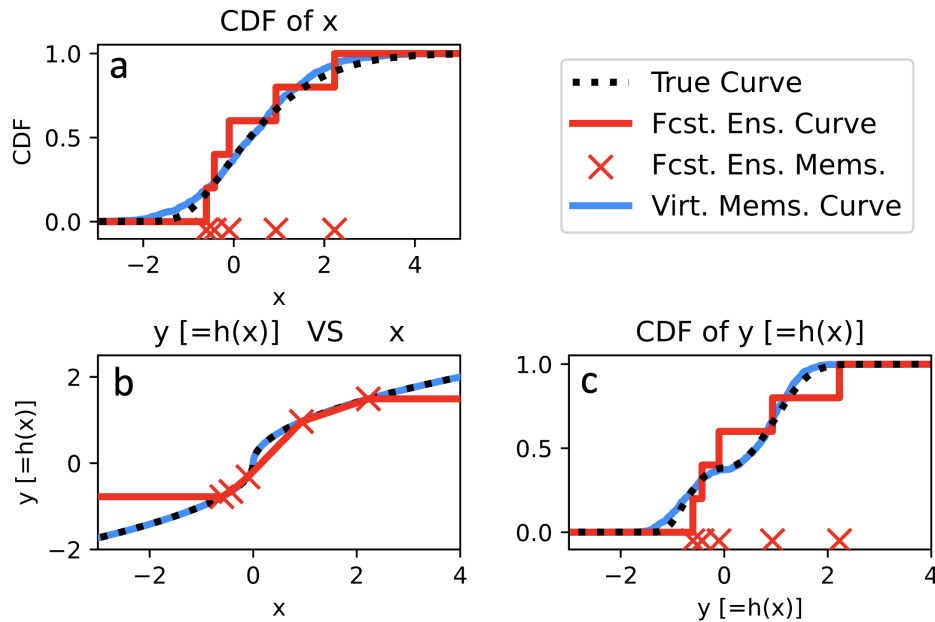 CDF of x
a
1.0
0.5
0.0
CDF
−2
0
2
4
x
True Curve
Fcst. Ens. Curve
Fcst. Ens. Mems.
Virt. Mems. Curve
y [=h(x)] VS x
b
2
0
−2
y [=h(x)]
−2
0
2
4
x
CDF of y [=h(x)]
c
1.0
0.5
0.0
−2
0
2
4
y [=h(x)]